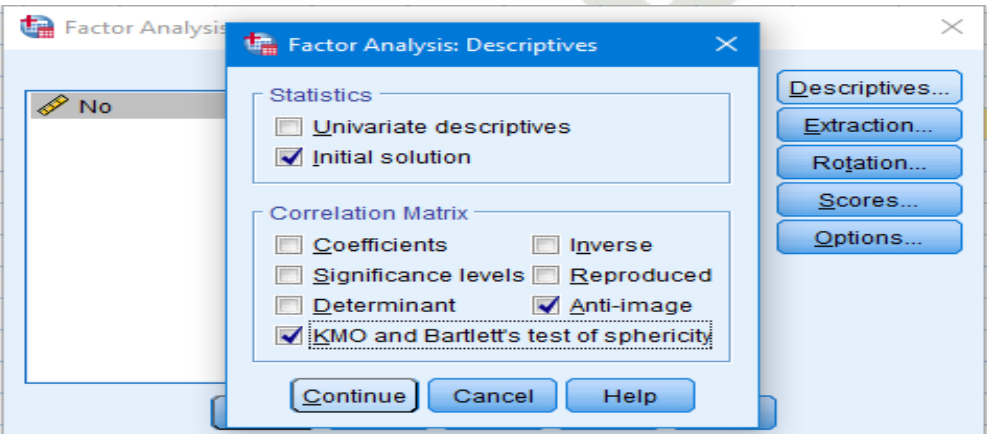 Factor Analysis
Factor Analysis: Descriptives
No
Statistics
Univariate descriptives
Initial solution
Correlation Matrix
Coefficients
Inverse
Significance levels
Reproduced
Determinant
Anti-image
KMO and Bartlett's test of sphericity
Continue
Cancel
Help
Descriptives...
Extraction...
Rotation...
Scores...
Options...